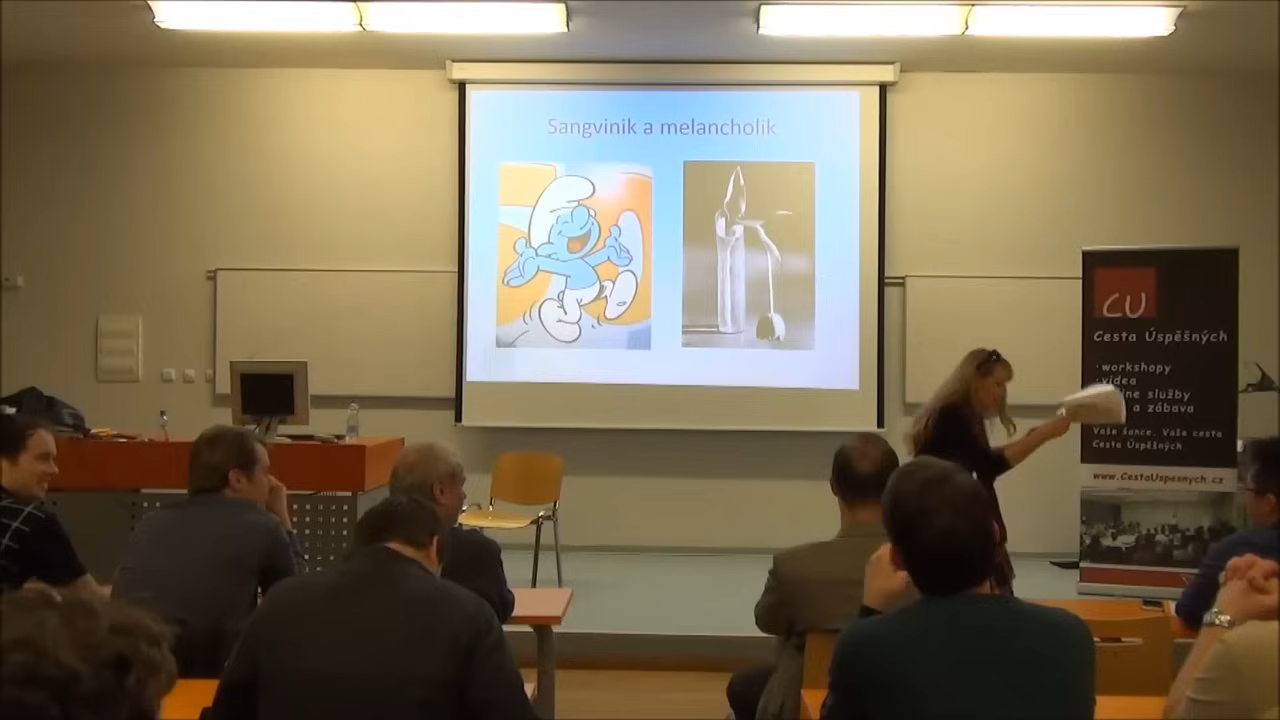 Sangvinik a melancholik
CU
Cesta Úspěšných
· workshopy
· videa
služby
a zábava
Vaše šance. Vaše cesta
Cesta Úspěšných
www.CestaUspesnych.cz